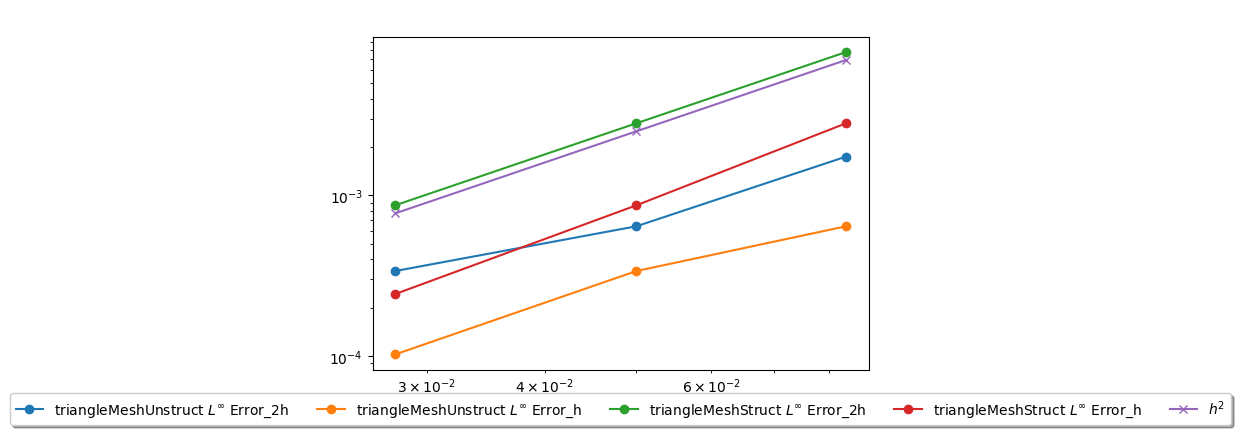 10⁻³
10⁻⁴
3 × 10⁻² 4 × 10⁻² 6 × 10⁻²
triangleMeshUnstruct L^∞ Error_2h triangleMeshUnstruct L^∞ Error_h triangleMeshStruct L^∞ Error_2h triangleMeshStruct L^∞ Error_h h²